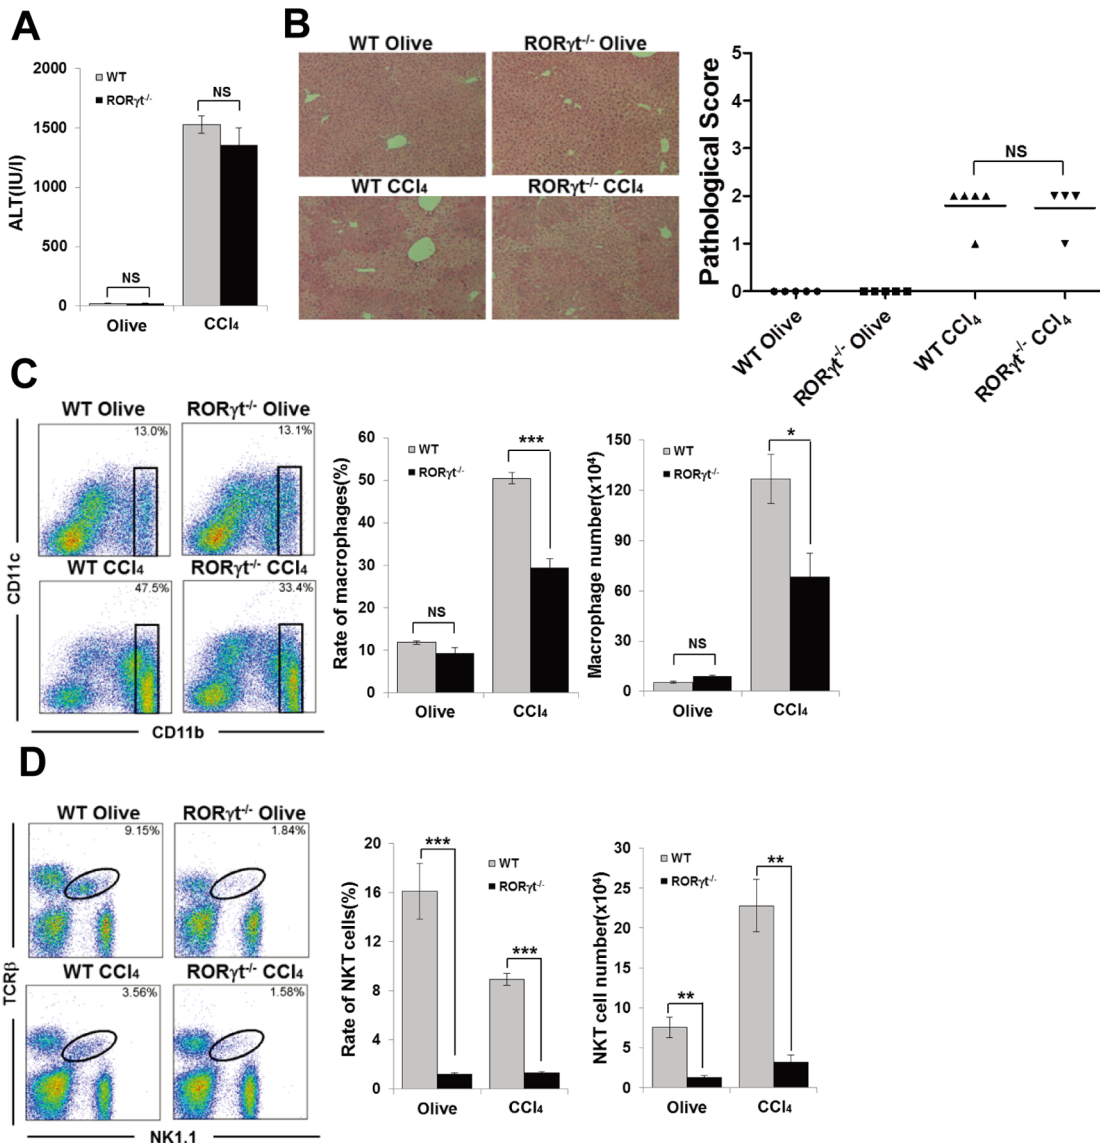 A
2000
1500
1000
500
0
ALT(IU/l)
WT
RORγt-/-
NS
NS
Olive
CCl4
B
WT Olive
RORγt-/- Olive
WT CCl4
RORγt-/- CCl4
Pathological Score
5
4
3
2
1
0
NS
WT Olive
RORγt-/- Olive
WT CCl4
RORγt-/- CCl4
C
WT Olive
RORγt-/- Olive
13.0%
13.1%
WT CCl4
RORγt-/- CCl4
47.5%
33.4%
CD11c
CD11b
Rate of macrophages(%)
60
50
40
30
20
10
0
WT
RORγt-/-
NS
***
Olive
CCl4
Macrophage number(x104)
150
120
90
60
30
0
WT
RORγt-/-
NS
*
Olive
CCl4
D
WT Olive
RORγt-/- Olive
9.15%
1.84%
WT CCl4
RORγt-/- CCl4
3.56%
1.58%
TCRβ
NK1.1
Rate of NKT cells(%)
20
16
12
8
4
0
WT
RORγt-/-
***
***
Olive
CCl4
NKT cell number(x104)
30
25
20
15
10
5
0
WT
RORγt-/-
**
**
Olive
CCl4